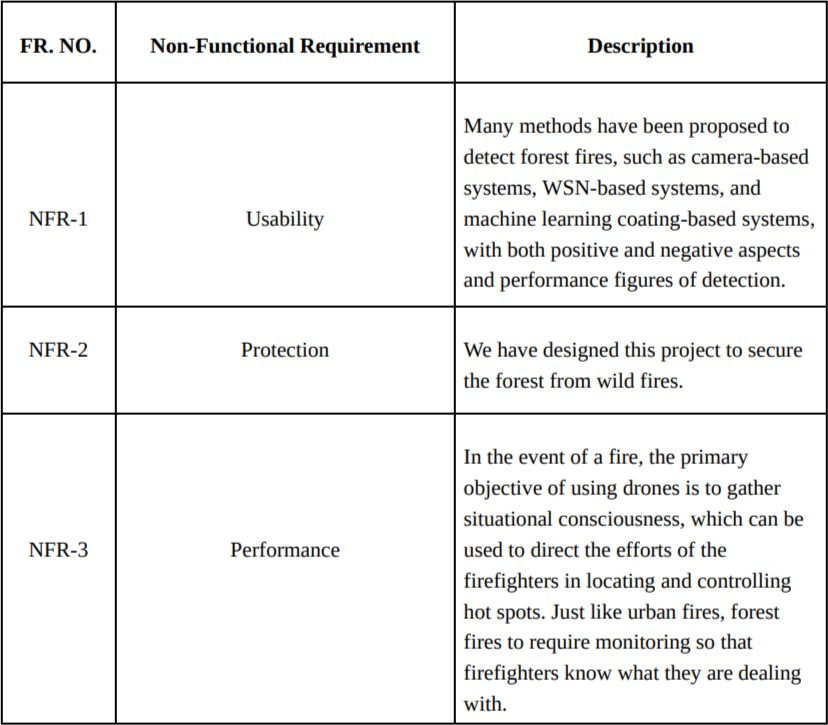 FR. NO. Non-Functional Requirement Description
Many methods have been proposed to
detect forest fires, such as camera-based
systems, WSN-based systems, and
NFR-1 Usability machine learning coating-based systems,
with both positive and negative aspects
and performance figures of detection.
NFR-2 Protection We have designed this project to secure
the forest from wild fires.
In the event of a fire, the primary
objective of using drones is to gather
situational consciousness, which can be
NFR-3 Performance used to direct the efforts of the
firefighters in locating and controlling
hot spots. Just like urban fires, forest
fires to require monitoring so that
firefighters know what they are dealing
with.